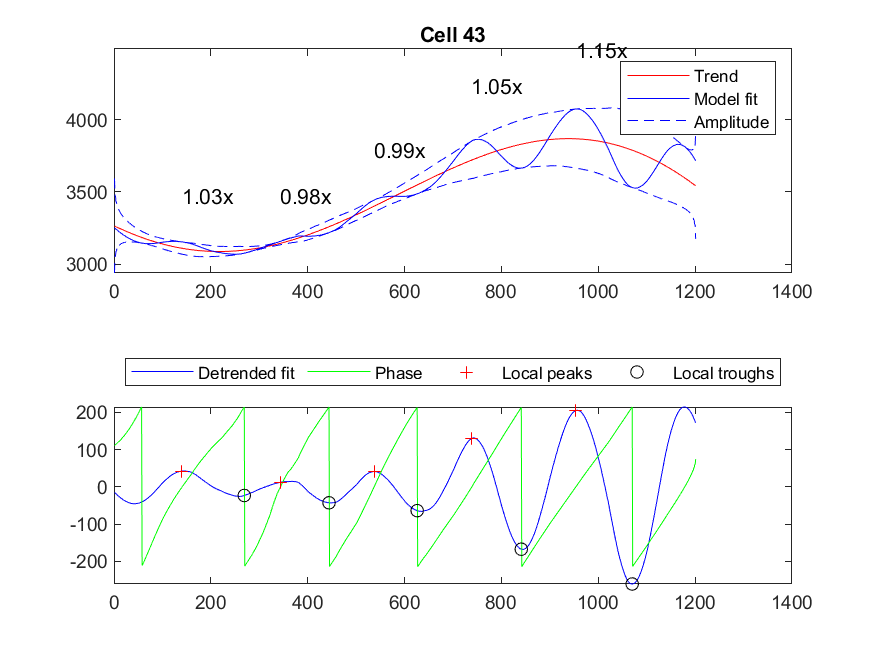 Cell 43
1.15x
1.05x
0.99x
1.03x 0.98x
Trend
Model fit
Amplitude
4000
3500
3000
0 200 400 600 800 1000 1200 1400
Detrended fit Phase Local peaks Local troughs
200
100
0
-100
-200
0 200 400 600 800 1000 1200 1400